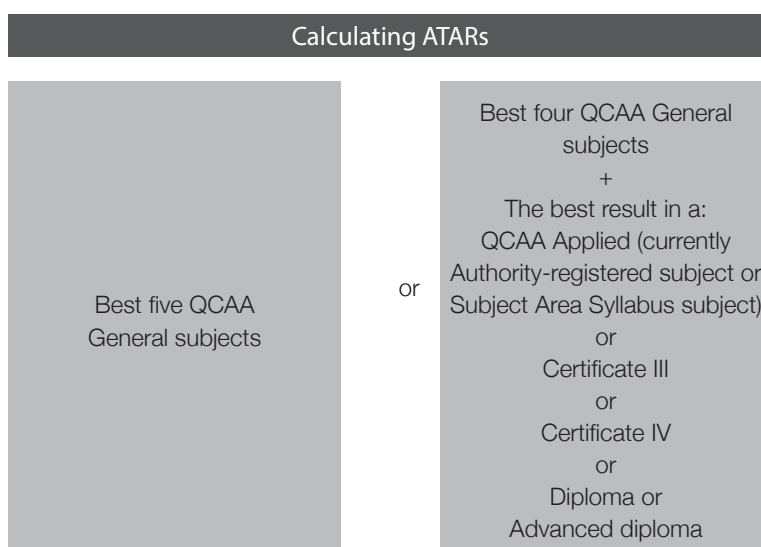 Calculating ATARs
Best five QCAA
General subjects
or
Best four QCAA General
subjects
+
The best result in a:
QCAA Applied (currently
Authority-registered subject or
Subject Area Syllabus subject)
or
Certificate III
or
Certificate IV
or
Diploma or
Advanced diploma